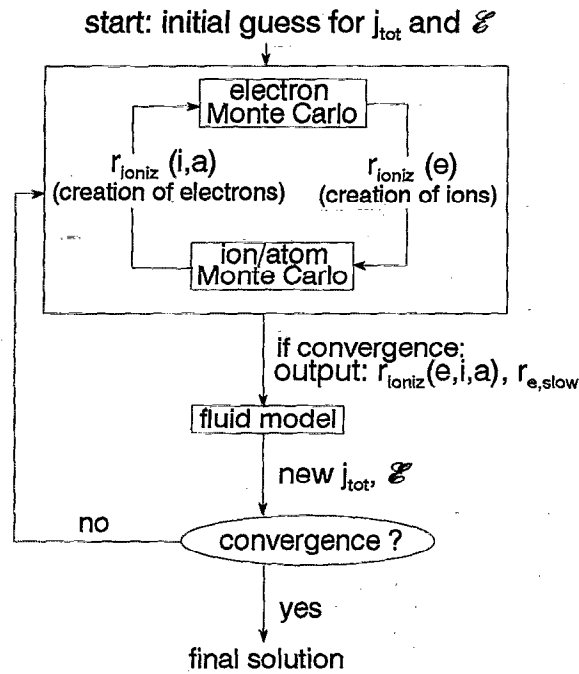 start: initial guess for j_tot and ℰ
electron
Monte Carlo
r_ioniz (i,a)
(creation of electrons)
r_ioniz (e)
(creation of ions)
ion/atom
Monte Carlo
if convergence:
output: r_ioniz(e,i,a), r_e,slow
fluid model
new j_tot, ℰ
no
convergence ?
yes
final solution